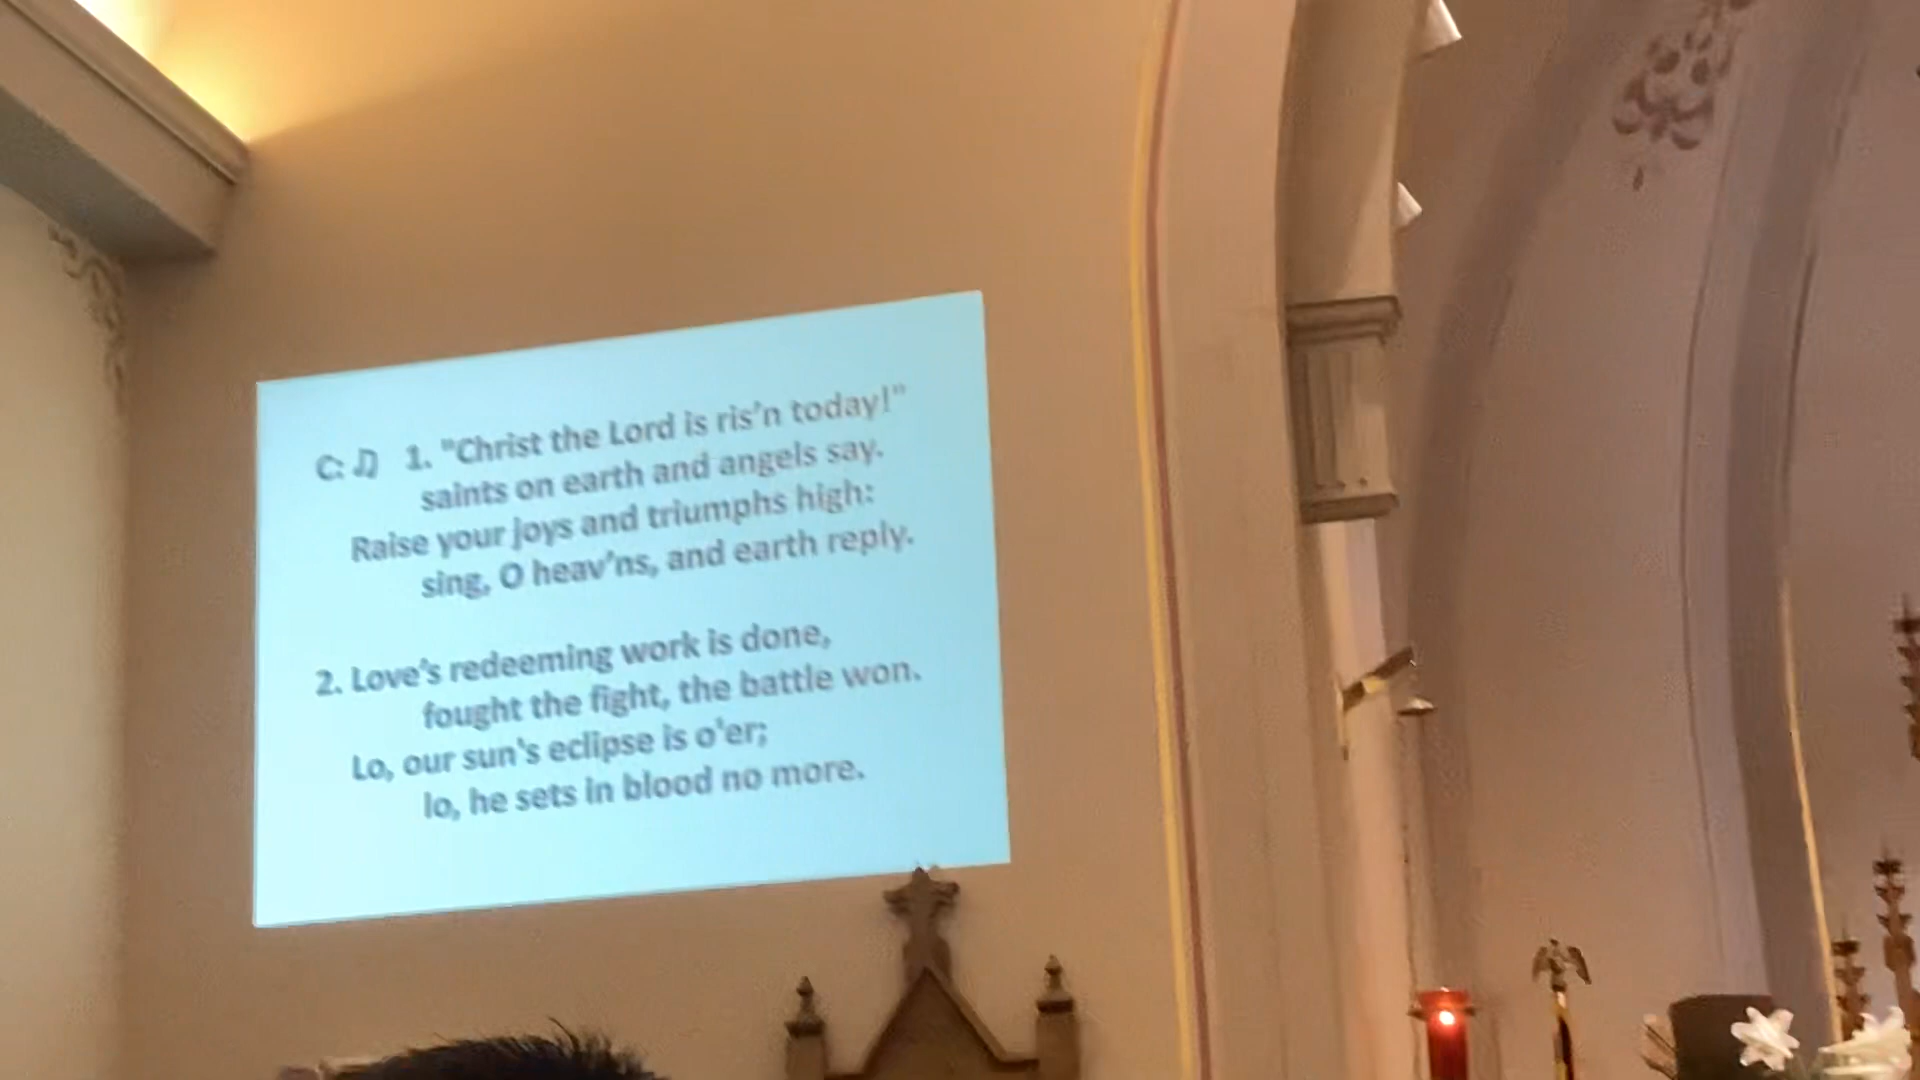 C: ♫ 1. "Christ the Lord is ris'n today!"
saints on earth and angels say.
Raise your joys and triumphs high:
sing, O heav'ns, and earth reply.
2. Love's redeeming work is done,
fought the fight, the battle won.
Lo, our sun's eclipse is o'er;
lo, he sets in blood no more.